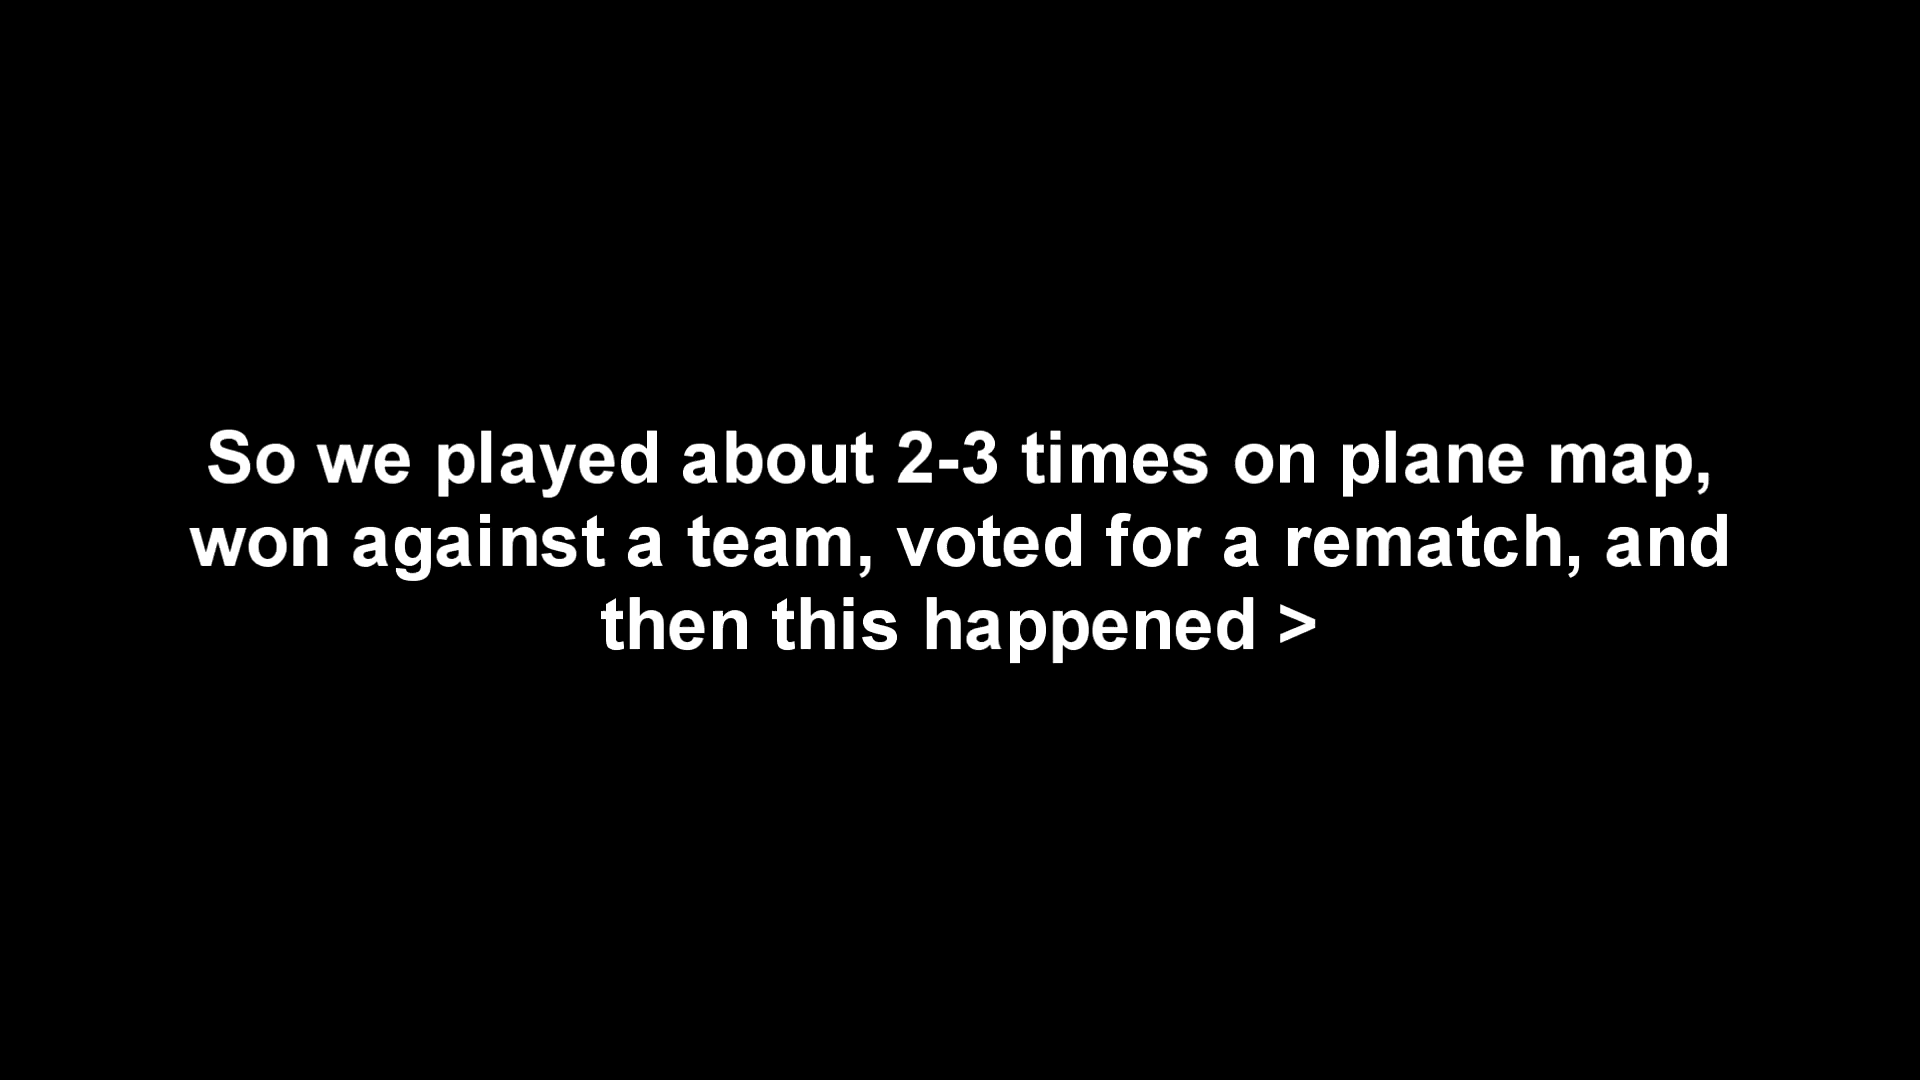 So we played about 2-3 times on plane map,
won against a team, voted for a rematch, and
then this happened >